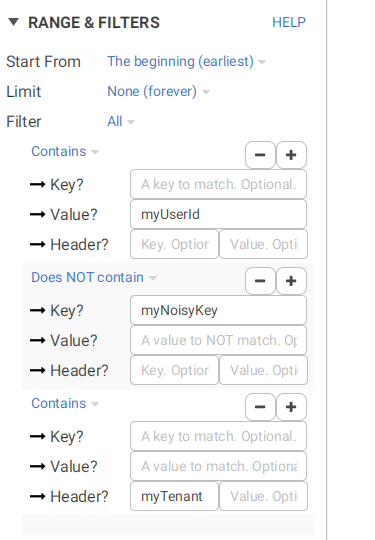 RANGE & FILTERS HELP
Start From The beginning (earliest)
Limit None (forever)
Filter All
Contains
Key? A key to match. Optional.
Value? myUserId
Header? Key. Option Value. Opti
Does NOT contain
Key? myNoisyKey
Value? A value to NOT match. Op
Header? Key. Option Value. Opti
Contains
Key? A key to match. Optional.
Value? A value to match. Optiona
Header? myTenant Value. Opti